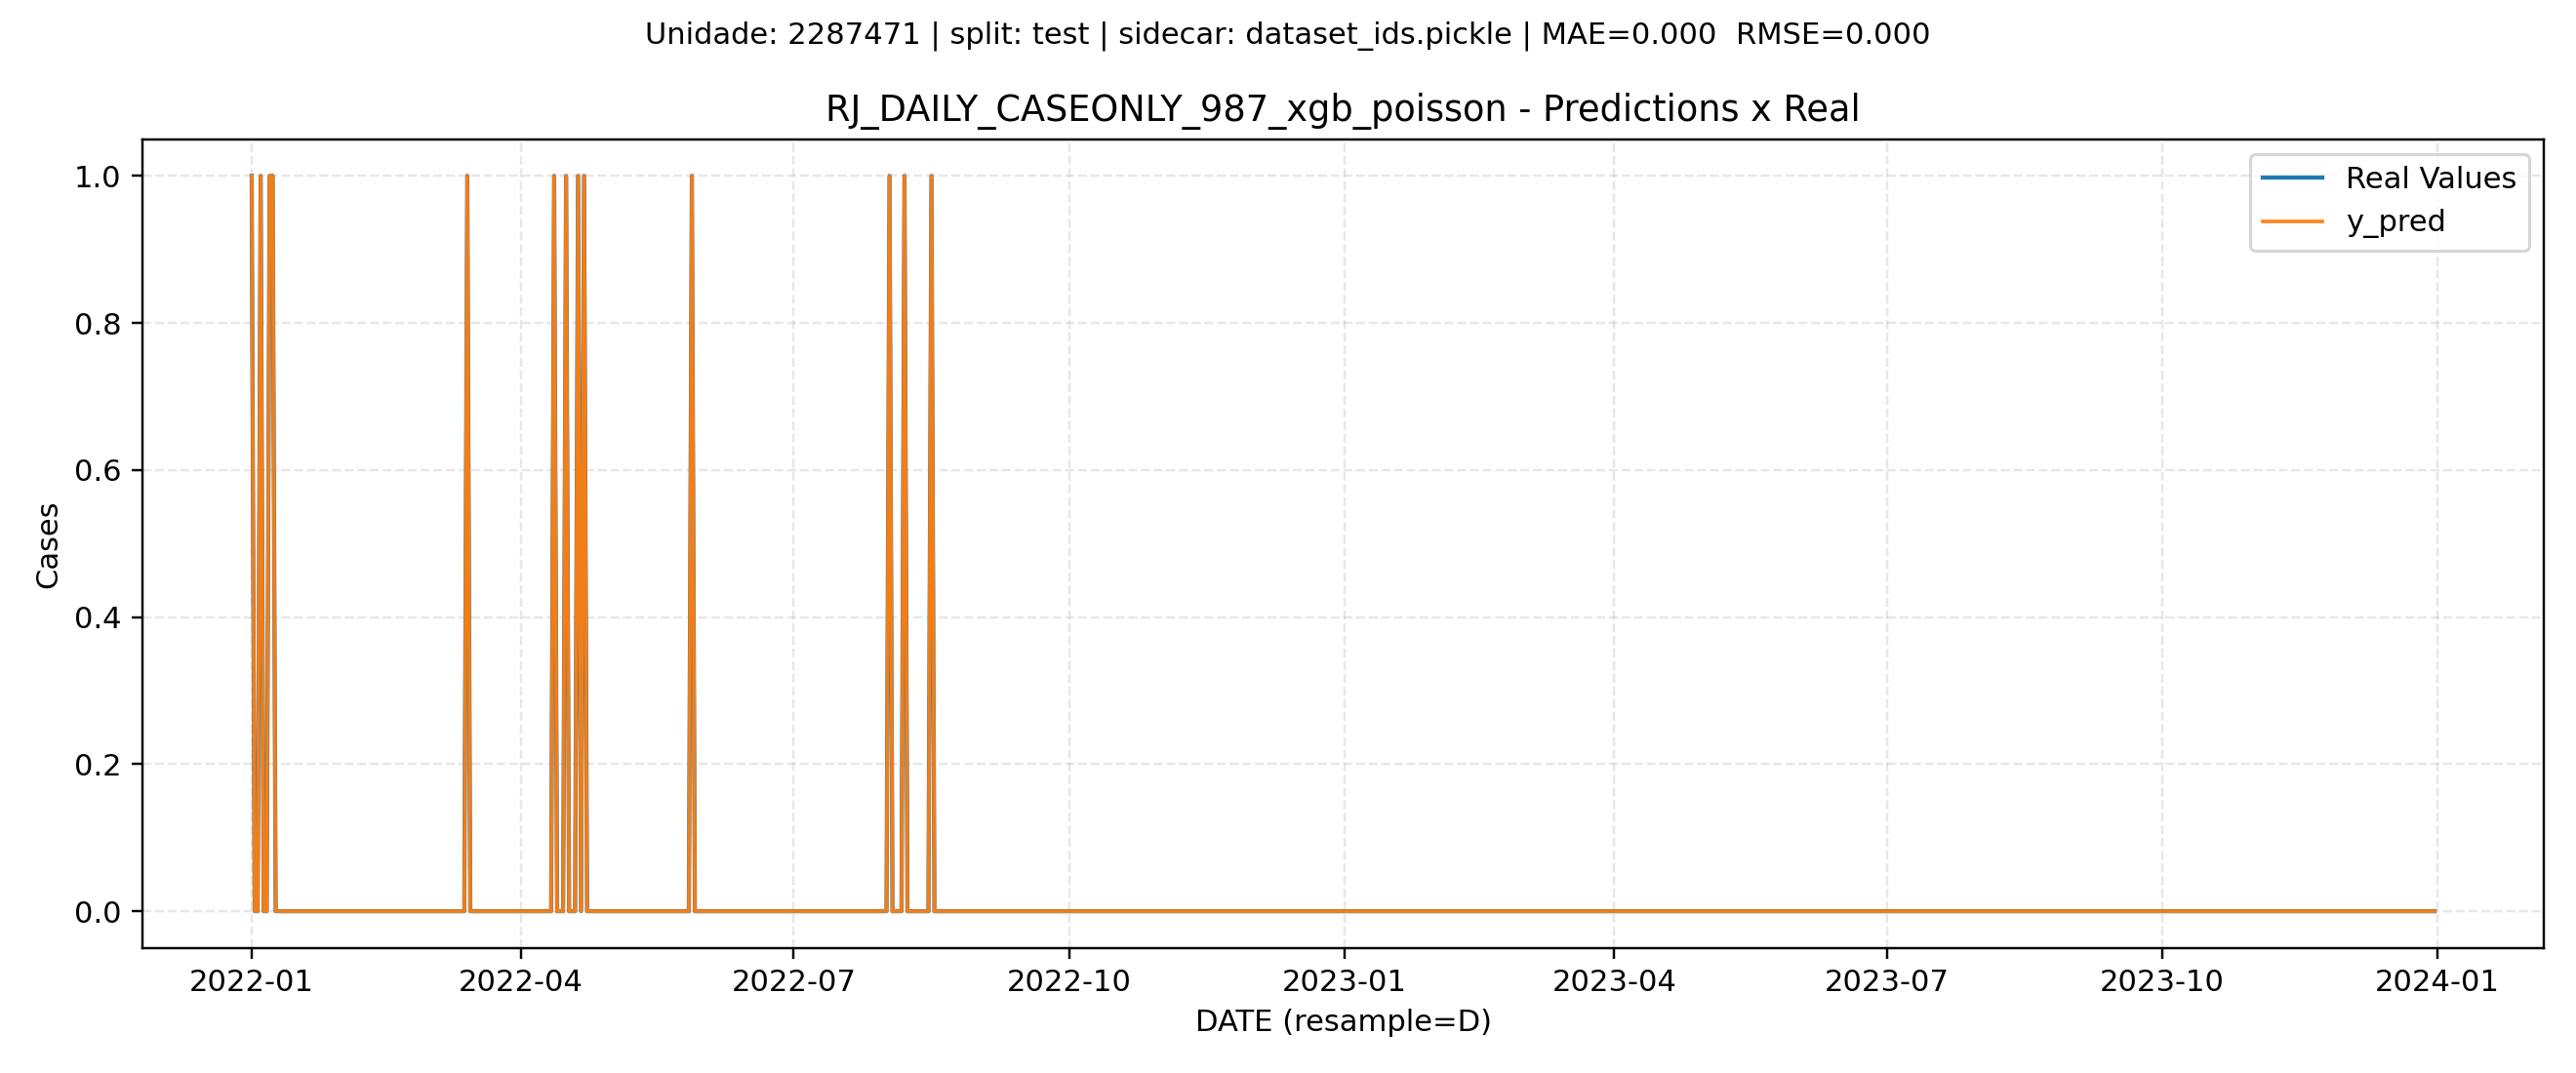 Unidade: 2287471 | split: test | sidecar: dataset_ids.pickle | MAE=0.000  RMSE=0.000
RJ_DAILY_CASEONLY_987_xgb_poisson - Predictions x Real
Real Values
y_pred
1.0
0.8
0.6
0.4
0.2
0.0
Cases
2022-01 2022-04 2022-07 2022-10 2023-01 2023-04 2023-07 2023-10 2024-01
DATE (resample=D)